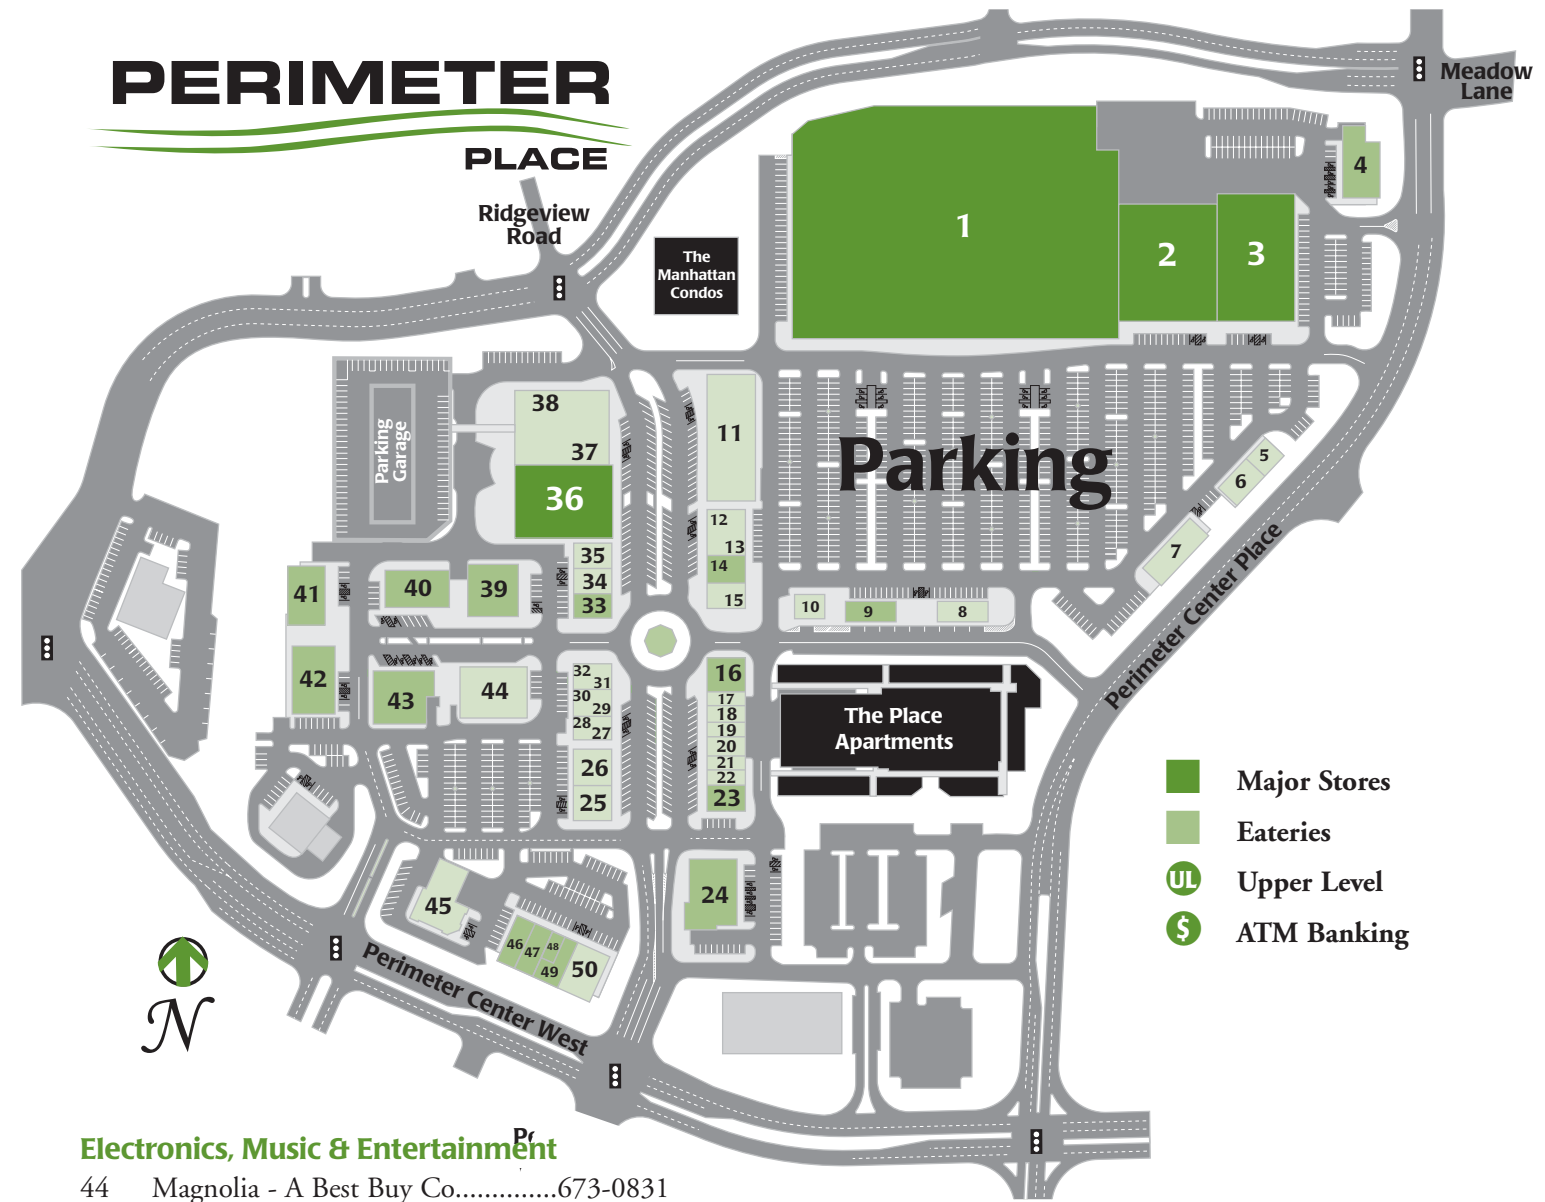 PERIMETER
PLACE
Meadow
Lane
Ridgeview
Road
The
Manhattan
Condos
1
2
3
4
Parking
Garage
38
37
36
11
Parking
5
6
7
12
13
14
15
35
34
33
41
40
39
10
9
8
Perimeter Center Place
42
43
44
32
31
30
29
28
27
26
25
16
17
18
19
20
21
22
23
The Place
Apartments
24
45
46
47
48
49
50
Perimeter Center West
Major Stores
Eateries
UL Upper Level
$ ATM Banking
N
Electronics, Music & Entertainment
44 Magnolia - A Best Buy Co..............673-0831